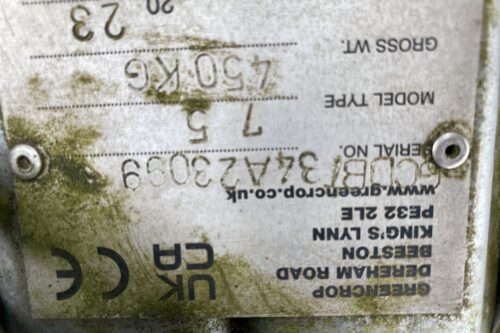 GREENCROP
DEREHAM ROAD
BEESTON
KING'S LYNN
PE32 2LE
www.greencrop.co.uk
UK
CA
CE
SERIAL NO.
MODEL TYPE 7 5
GROSS WT. 450 KG
20 23